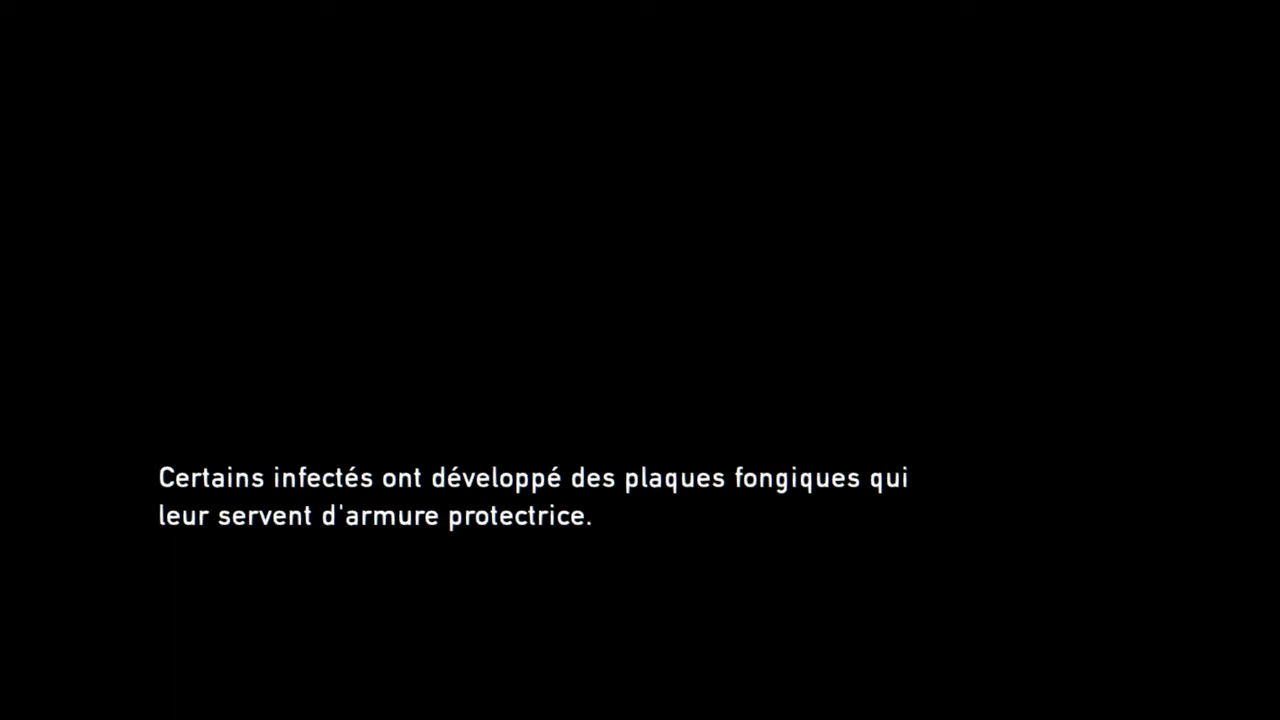 Certains infectés ont développé des plaques fongiques qui
leur servent d'armure protectrice.